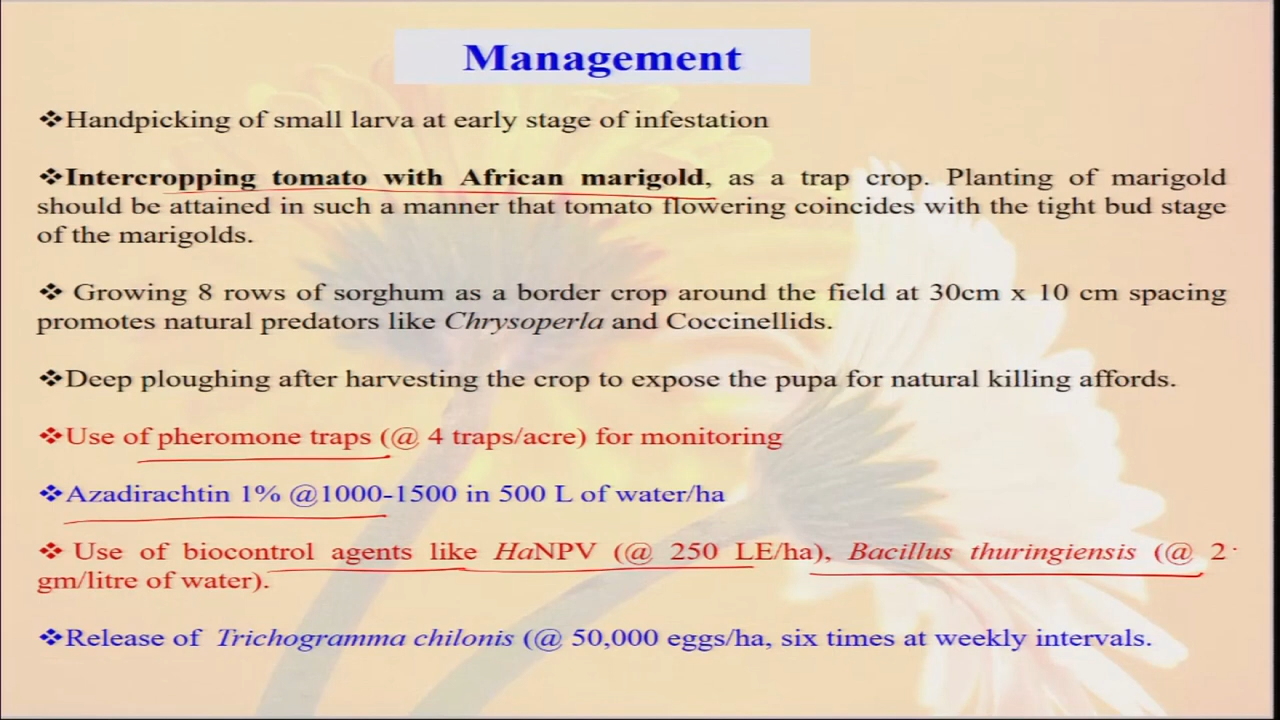 Management
❖Handpicking of small larva at early stage of infestation
❖Intercropping tomato with African marigold, as a trap crop. Planting of marigold
should be attained in such a manner that tomato flowering coincides with the tight bud stage
of the marigolds.
❖ Growing 8 rows of sorghum as a border crop around the field at 30cm x 10 cm spacing
promotes natural predators like Chrysoperla and Coccinellids.
❖Deep ploughing after harvesting the crop to expose the pupa for natural killing affords.
❖Use of pheromone traps (@ 4 traps/acre) for monitoring
❖Azadirachtin 1% @1000-1500 in 500 L of water/ha
❖ Use of biocontrol agents like HaNPV (@ 250 LE/ha), Bacillus thuringiensis (@ 2
gm/litre of water).
❖Release of Trichogramma chilonis (@ 50,000 eggs/ha, six times at weekly intervals.